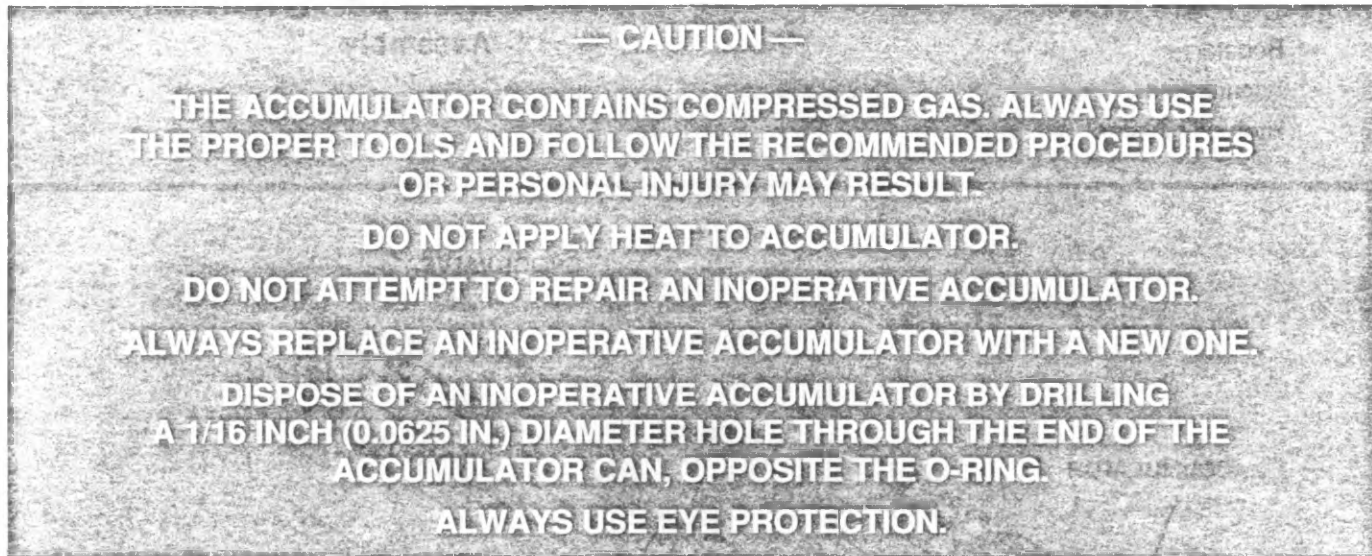 — CAUTION —
THE ACCUMULATOR CONTAINS COMPRESSED GAS. ALWAYS USE
THE PROPER TOOLS AND FOLLOW THE RECOMMENDED PROCEDURES
OR PERSONAL INJURY MAY RESULT.
DO NOT APPLY HEAT TO ACCUMULATOR.
DO NOT ATTEMPT TO REPAIR AN INOPERATIVE ACCUMULATOR.
ALWAYS REPLACE AN INOPERATIVE ACCUMULATOR WITH A NEW ONE.
DISPOSE OF AN INOPERATIVE ACCUMULATOR BY DRILLING
A 1/16 INCH (0.0625 IN.) DIAMETER HOLE THROUGH THE END OF THE
ACCUMULATOR CAN, OPPOSITE THE O-RING.
ALWAYS USE EYE PROTECTION.